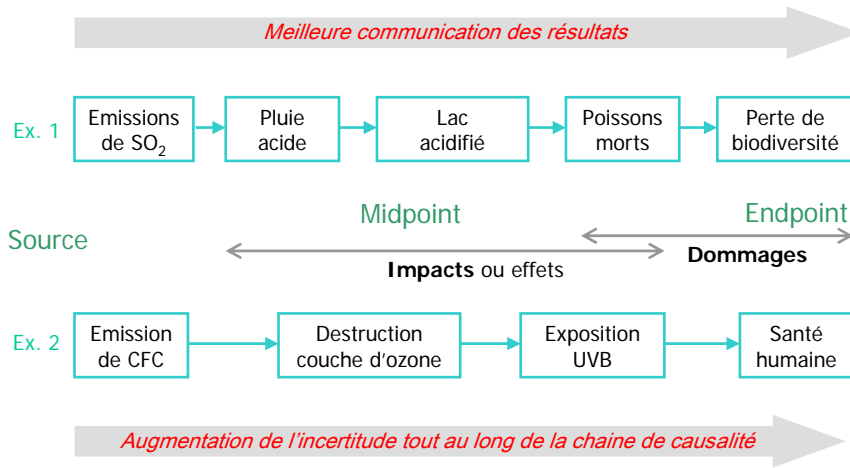 Meilleure communication des résultats
Ex. 1
Emissions
de SO₂
Pluie
acide
Lac
acidifié
Poissons
morts
Perte de
biodiversité
Midpoint
Endpoint
Source
Impacts ou effets
Dommages
Ex. 2
Emission
de CFC
Destruction
couche d'ozone
Exposition
UVB
Santé
humaine
Augmentation de l'incertitude tout au long de la chaine de causalité